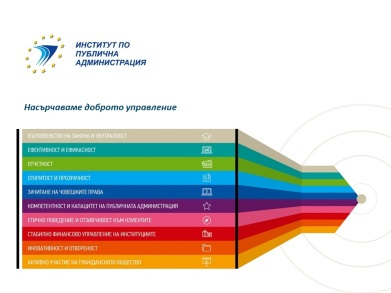 ИНСТИТУТ ПО
ПУБЛИЧНА
АДМИНИСТРАЦИЯ
Насърчаваме доброто управление
ВЪРХОВЕНСТВО НА ЗАКОНА И НЕУТРАЛНОСТ
ЕФЕКТИВНОСТ И ЕФИКАСНОСТ
ОТЧЕТНОСТ
ОТКРИТОСТ И ПРОЗРАЧНОСТ
ЗАЧИТАНЕ НА ЧОВЕШКИТЕ ПРАВА
КОМПЕТЕНТНОСТ И КАПАЦИТЕТ НА ПУБЛИЧНАТА АДМИНИСТРАЦИЯ
ЕТИЧНО ПОВЕДЕНИЕ И ОТЗИВЧИВОСТ КЪМ КЛИЕНТИТЕ
СТАБИЛНО ФИНАНСОВО УПРАВЛЕНИЕ НА ИНСТИТУЦИИТЕ
ИНОВАТИВНОСТ И ОТВОРЕНОСТ
АКТИВНО УЧАСТИЕ НА ГРАЖДАНСКОТО ОБЩЕСТВО